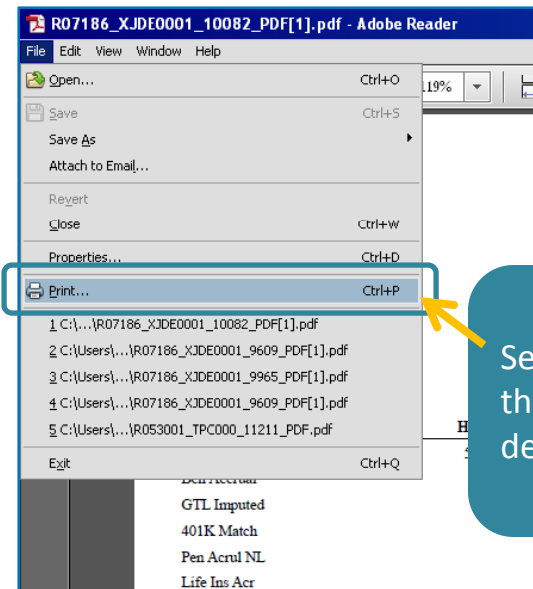 R07186_XJDE0001_10082_PDF[1].pdf - Adobe Reader
File Edit View Window Help
Open... Ctrl+O
119%
Save Ctrl+S
Save As
Attach to Email...
Revert
Close Ctrl+W
Properties... Ctrl+D
Print... Ctrl+P
1 C:\...\R07186_XJDE0001_10082_PDF[1].pdf
2 C:\Users\...\R07186_XJDE0001_9609_PDF[1].pdf
3 C:\Users\...\R07186_XJDE0001_9965_PDF[1].pdf
4 C:\Users\...\R07186_XJDE0001_9609_PDF[1].pdf
5 C:\Users\...\R053001_TPC000_11211_PDF.pdf
Exit Ctrl+Q
Se
th
de
H
GTL Imputed
401K Match
Pen Acrul NL
Life Ins Acr